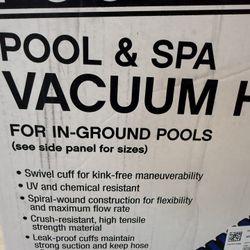 POOL & SPA
VACUUM H
FOR IN-GROUND POOLS
(see side panel for sizes)
• Swivel cuff for kink-free maneuverability
• UV and chemical resistant
• Spiral-wound construction for flexibility
and maximum flow rate
• Crush-resistant, high tensile
strength material
• Leak-proof cuffs maintain
strong suction and keep hose